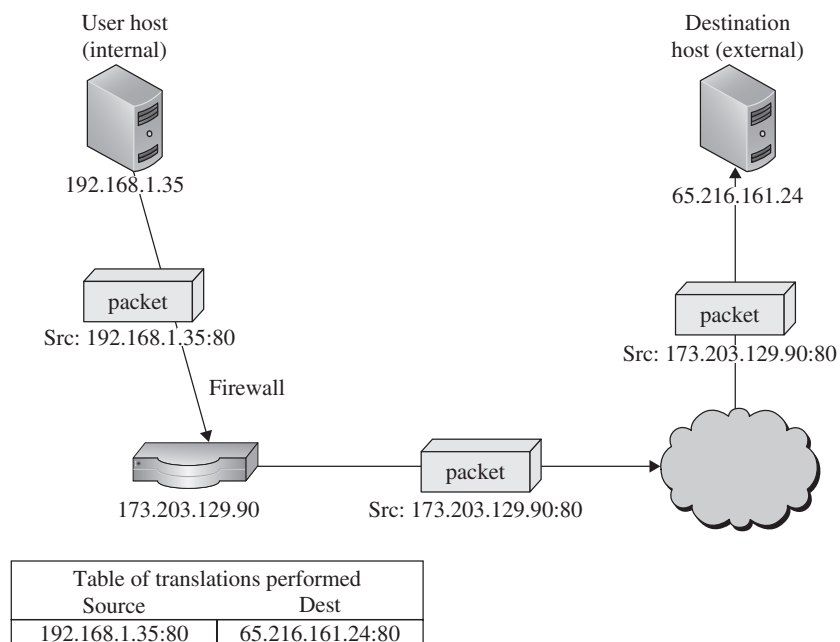 User host
(internal)
192.168.1.35
packet
Src: 192.168.1.35:80
Firewall
173.203.129.90
packet
Src: 173.203.129.90:80
Destination
host (external)
65.216.161.24
packet
Src: 173.203.129.90:80
Table of translations performed
Source Dest
192.168.1.35:80 65.216.161.24:80